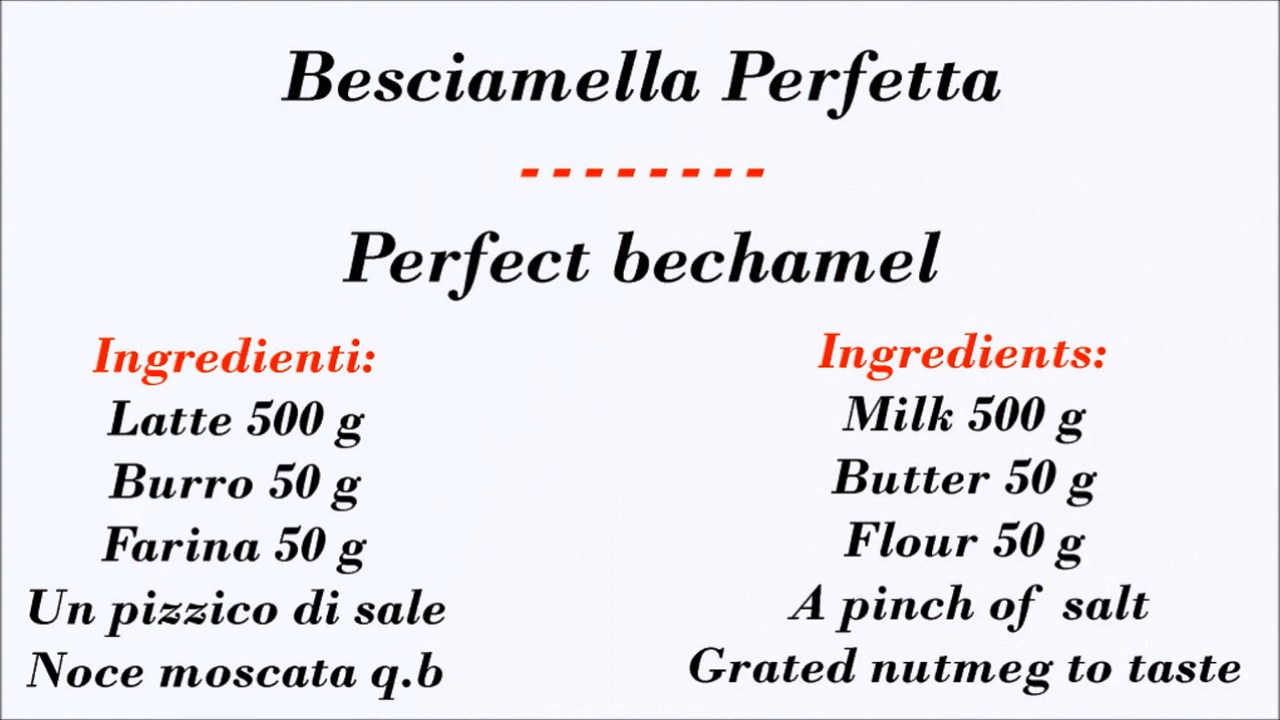 Besciamella Perfetta
--------
Perfect bechamel
Ingredienti:
Latte 500 g
Burro 50 g
Farina 50 g
Un pizzico di sale
Noce moscata q.b
Ingredients:
Milk 500 g
Butter 50 g
Flour 50 g
A pinch of salt
Grated nutmeg to taste